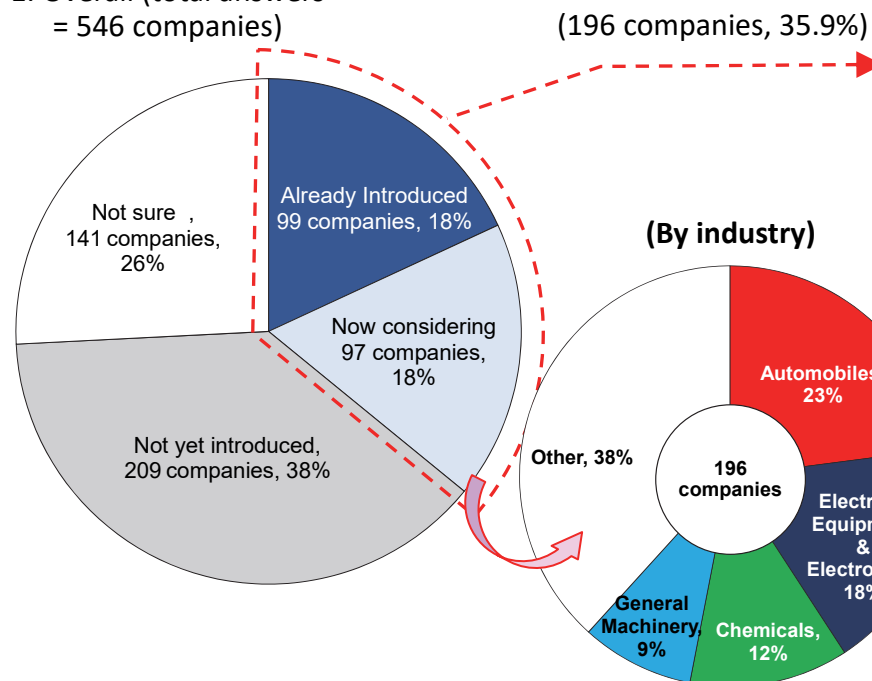 = 546 companies)
(196 companies, 35.9%)
Already Introduced
99 companies, 18%
Not sure ,
141 companies,
26%
Now considering
97 companies,
18%
Not yet introduced,
209 companies, 38%
(By industry)
Automobiles
23%
Other, 38%
196
companies
&
18%
General
Machinery,
9%
Chemicals,
12%